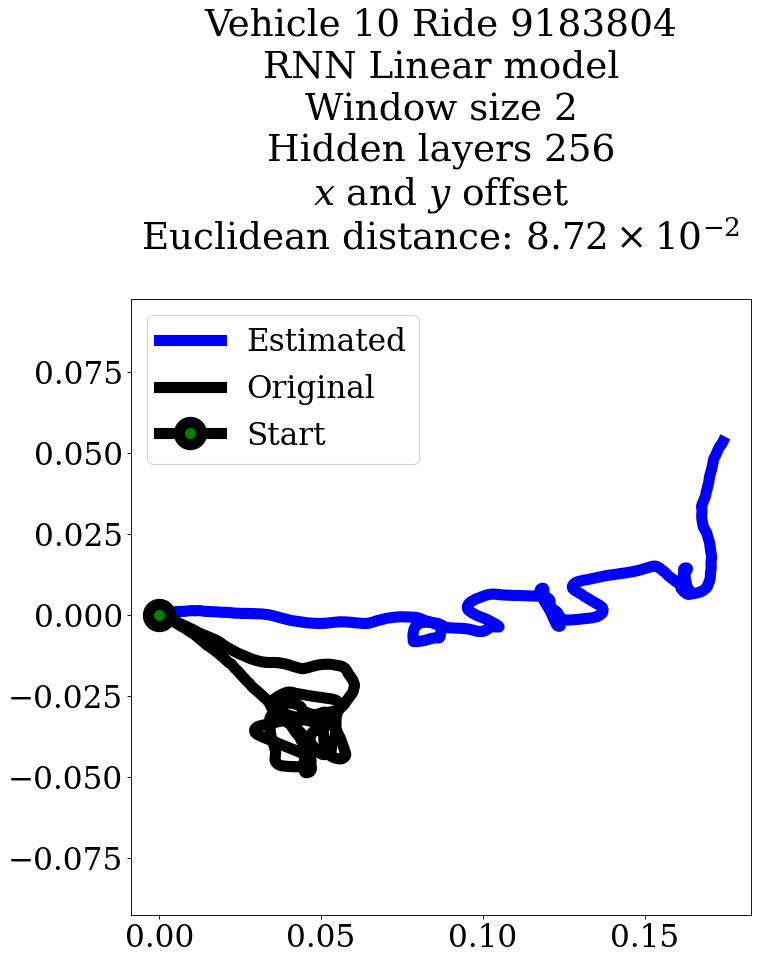 Vehicle 10 Ride 9183804
RNN Linear model
Window size 2
Hidden layers 256
x and y offset
Euclidean distance: 8.72 × 10⁻²
Estimated
Original
Start
0.075
0.050
0.025
0.000
−0.025
−0.050
−0.075
0.00 0.05 0.10 0.15